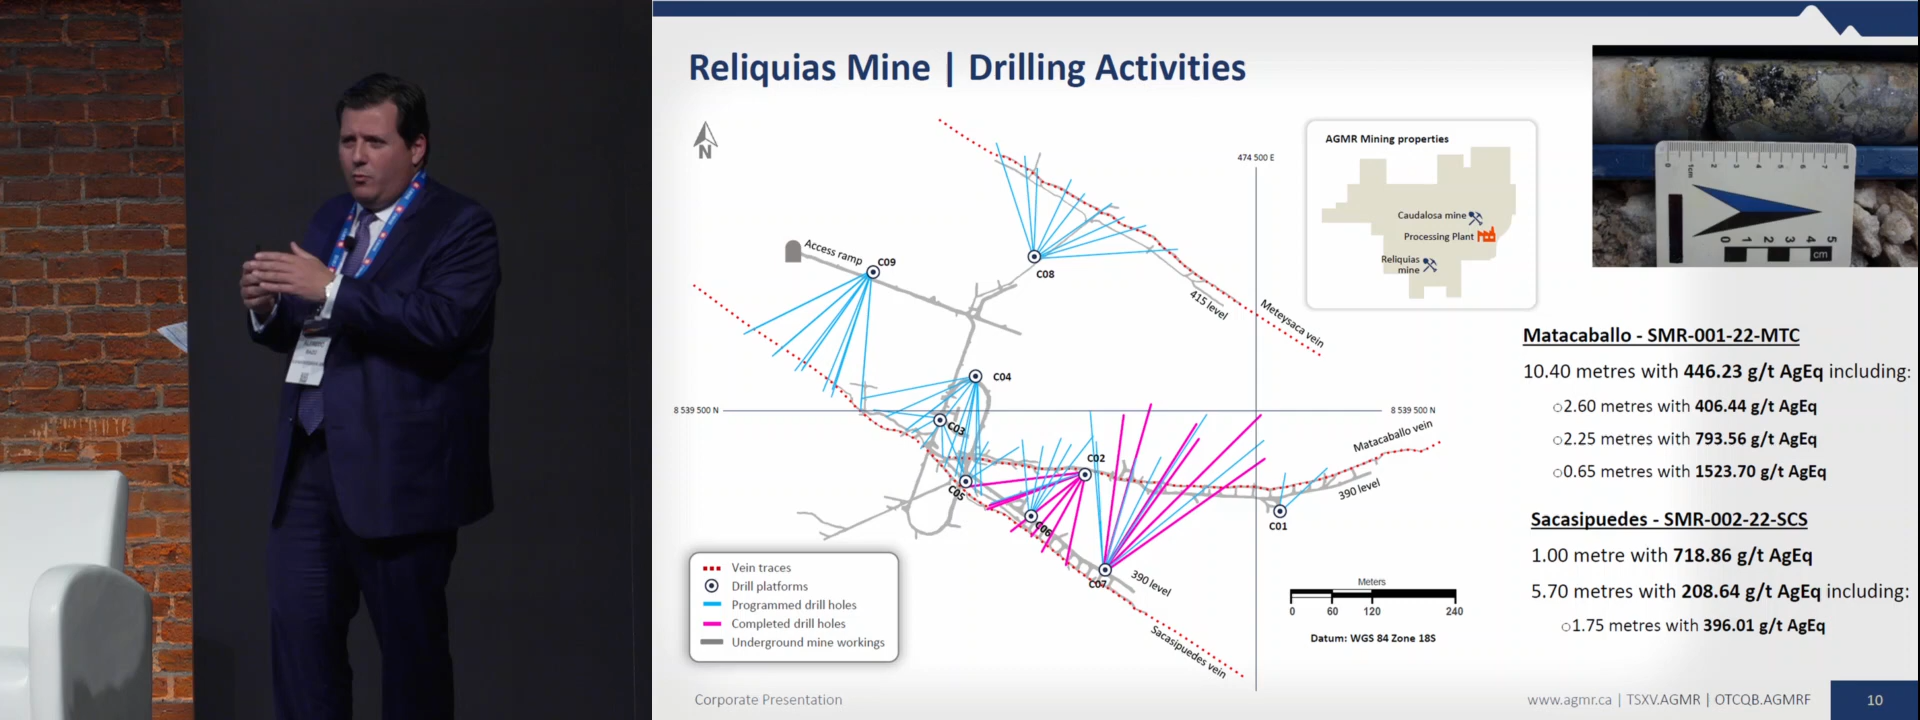 Reliquias Mine | Drilling Activities
N
474 500 E
AGMR Mining properties
Caudalosa mine
Processing Plant
Reliquias
mine
Access ramp
C09
C08
415 level
Meteysaca vein
C04
8 539 500 N
8 539 500 N
C03
Matacaballo vein
C02
C05
390 level
C06
C01
C07
390 level
Sacasipuedes vein
Vein traces
Drill platforms
Programmed drill holes
Completed drill holes
Underground mine workings
Meters
0 60 120 240
Datum: WGS 84 Zone 18S
0 1 2 3 4 5
cm
Matacaballo - SMR-001-22-MTC
10.40 metres with 446.23 g/t AgEq including:
○2.60 metres with 406.44 g/t AgEq
○2.25 metres with 793.56 g/t AgEq
○0.65 metres with 1523.70 g/t AgEq
Sacasipuedes - SMR-002-22-SCS
1.00 metre with 718.86 g/t AgEq
5.70 metres with 208.64 g/t AgEq including:
○1.75 metres with 396.01 g/t AgEq
Corporate Presentation
www.agmr.ca | TSXV.AGMR | OTCQB.AGMRF
10